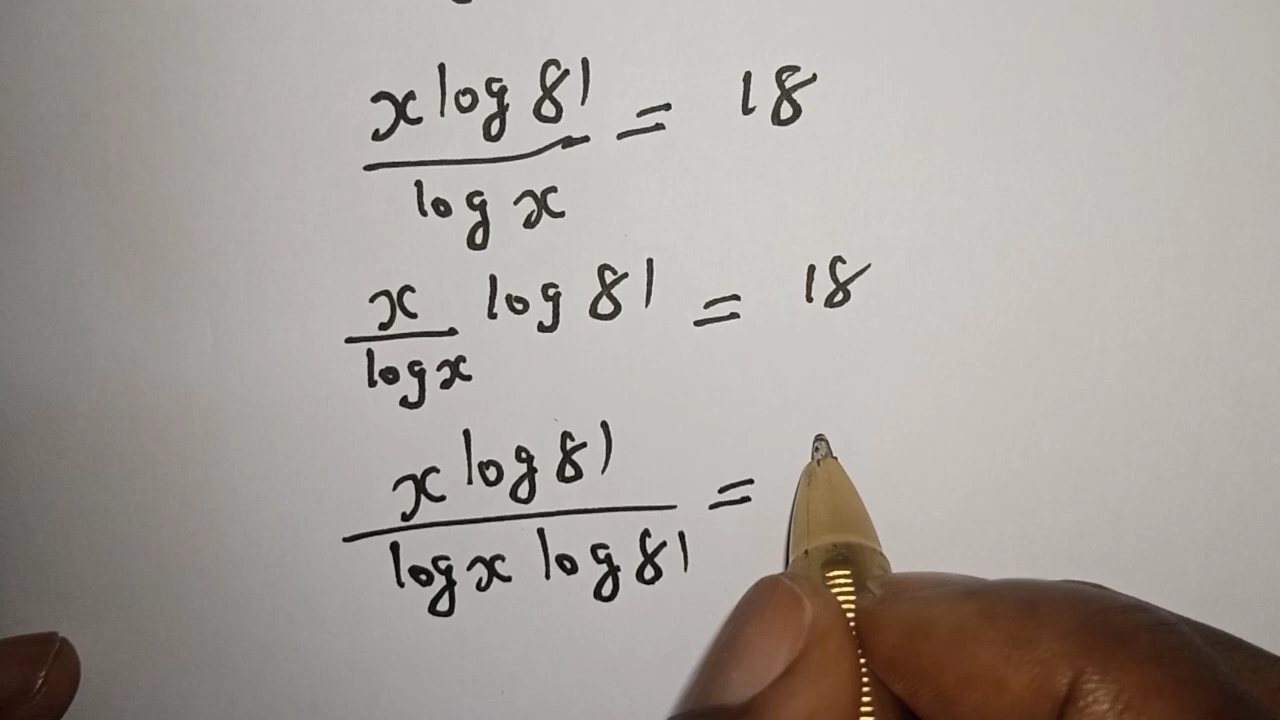 x log 81 = 18
log x
x log 81 = 18
log x
x log 81 =
log x log 81